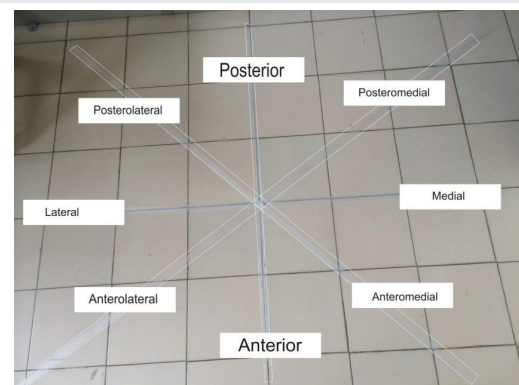 Posterior
Posterolateral
Posteromedial
Lateral
Medial
Anterolateral
Anteromedial
Anterior